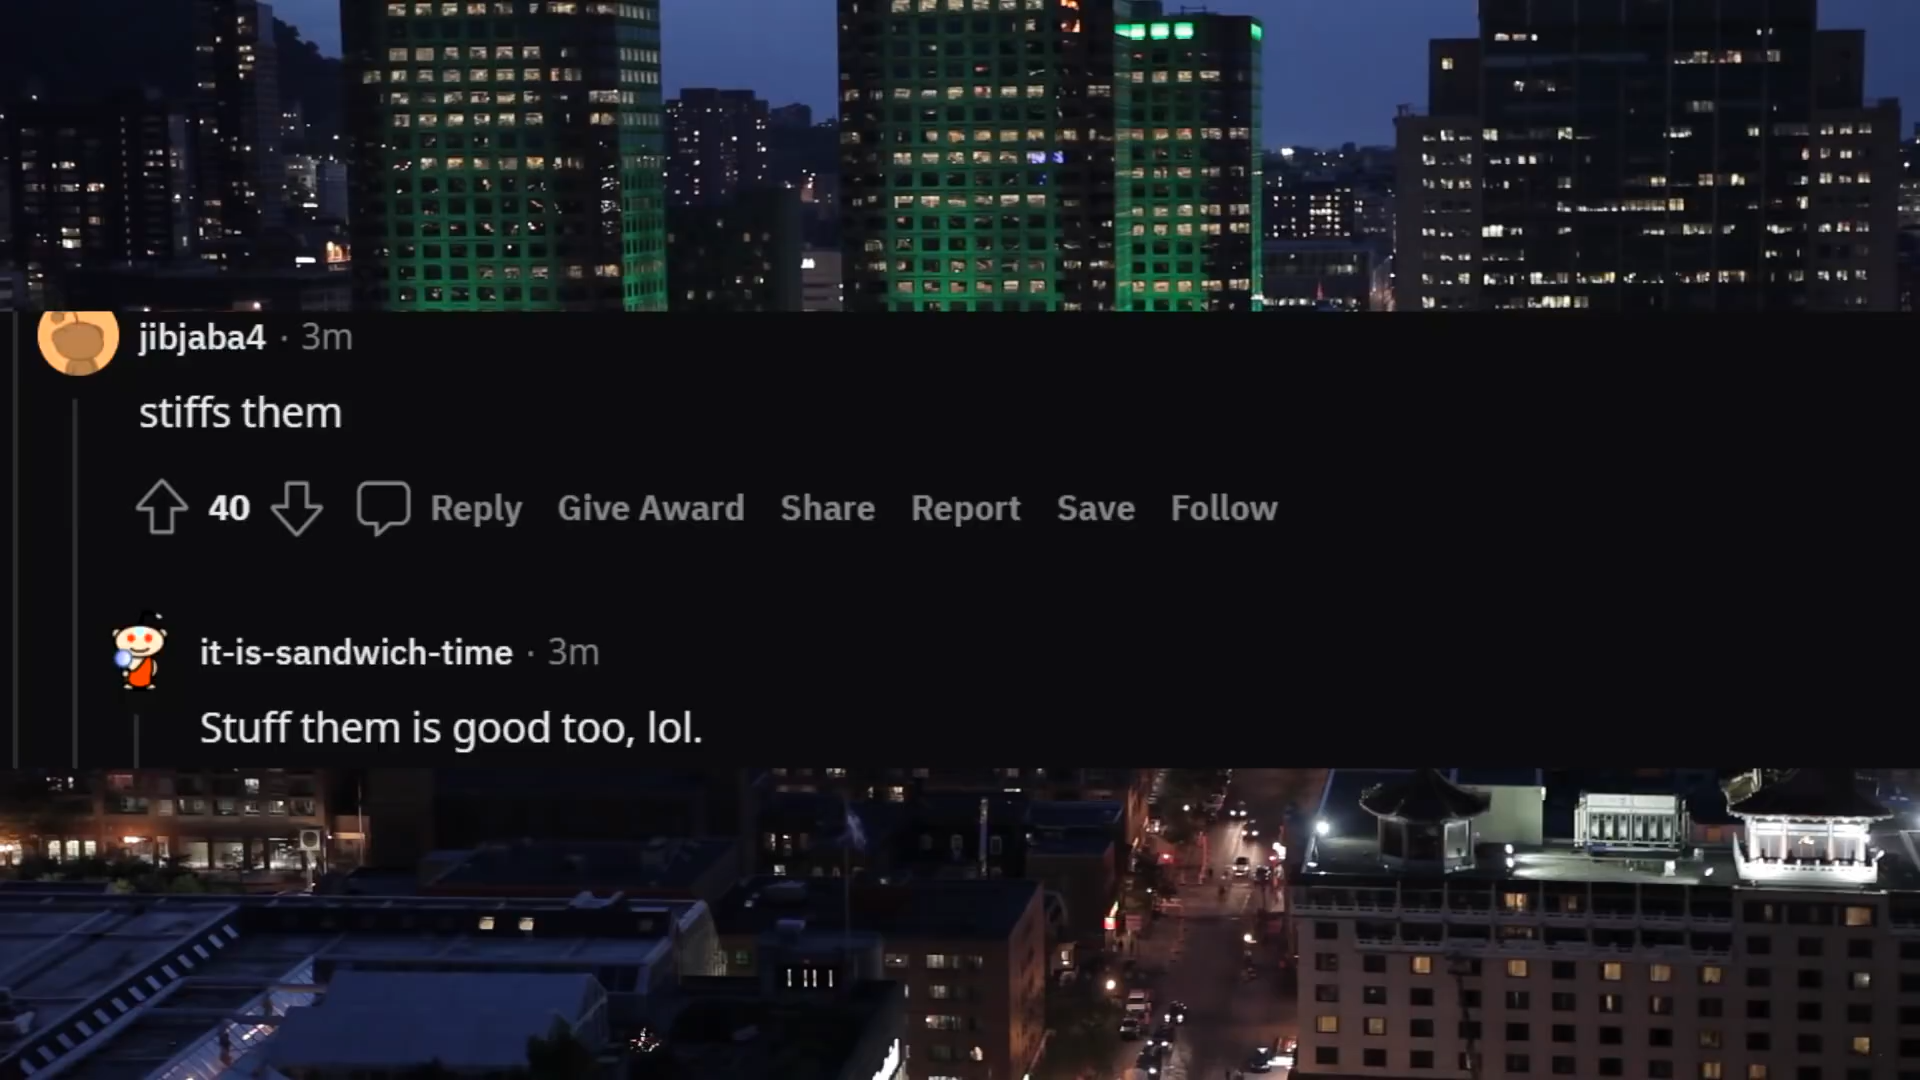 jibjaba4 · 3m
stiffs them
40 Reply Give Award Share Report Save Follow
it-is-sandwich-time · 3m
Stuff them is good too, lol.